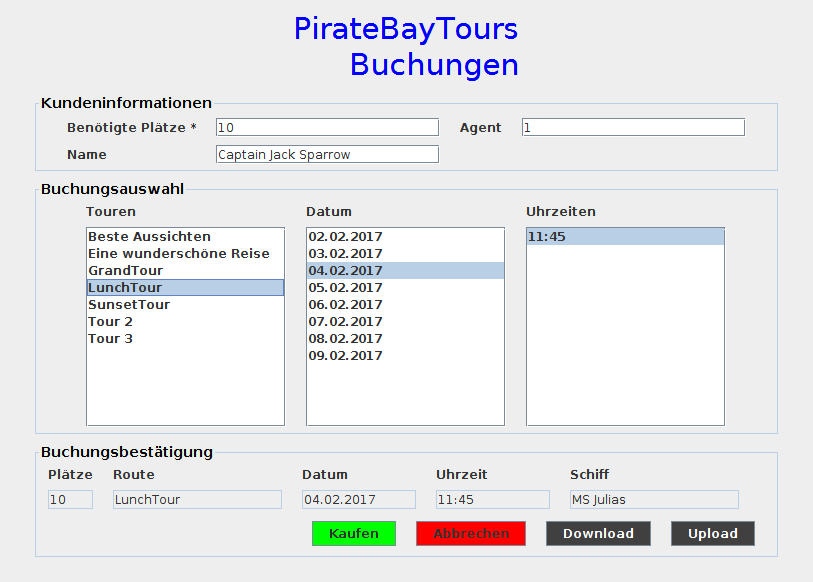 PirateBayTours
Buchungen
Kundeninformationen
Benötigte Plätze * 10 Agent 1
Name Captain Jack Sparrow
Buchungsauswahl
Touren Datum Uhrzeiten
Beste Aussichten 02.02.2017 11:45
Eine wunderschöne Reise 03.02.2017
GrandTour 04.02.2017
LunchTour 05.02.2017
SunsetTour 06.02.2017
Tour 2 07.02.2017
Tour 3 08.02.2017
09.02.2017
Buchungsbestätigung
Plätze Route Datum Uhrzeit Schiff
10 LunchTour 04.02.2017 11:45 MS Julias
Kaufen Abbrechen Download Upload